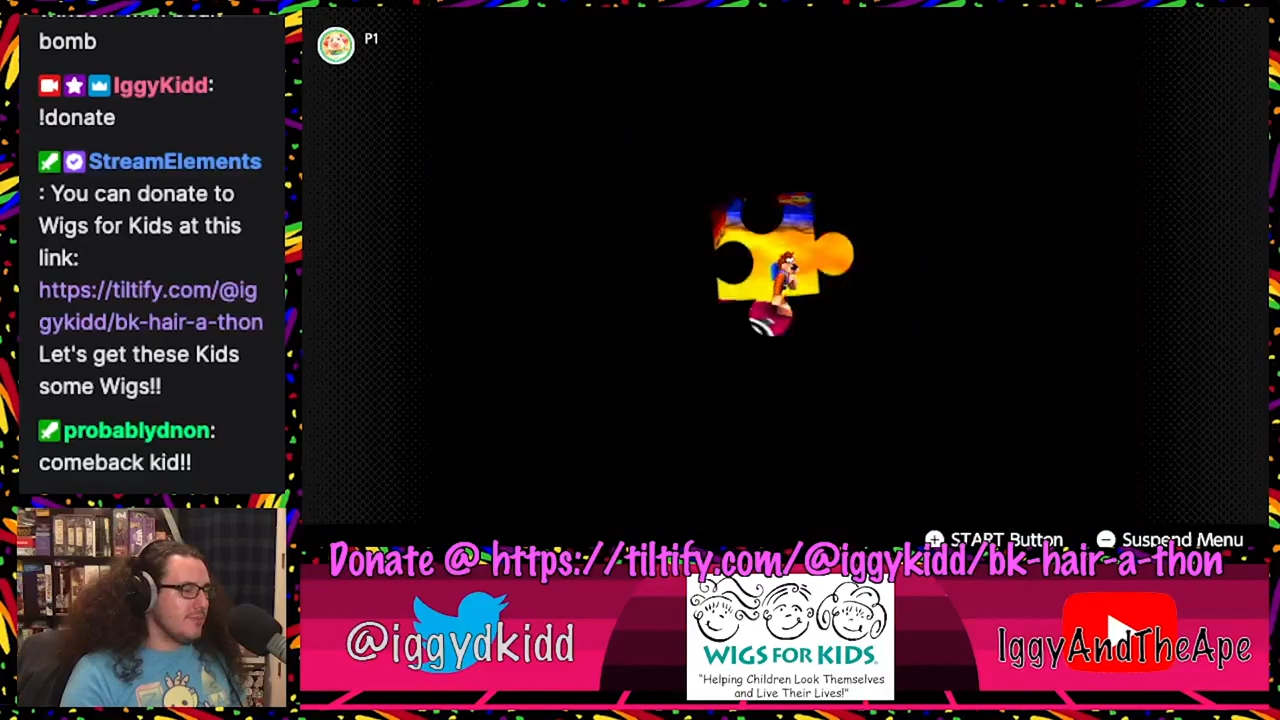 bomb
IggyKidd:
!donate
StreamElements
: You can donate to
Wigs for Kids at this
link:
https://tiltify.com/@ig
gykidd/bk-hair-a-thon
Let's get these Kids
some Wigs!!
probablydnon:
comeback kid!!
P1
START Button
Suspend Menu
Donate @ https://tiltify.com/@iggykidd/bk-hair-a-thon
@iggydkidd
WIGS FOR KIDS.
"Helping Children Look Themselves
and Live Their Lives!"
IggyAndTheApe